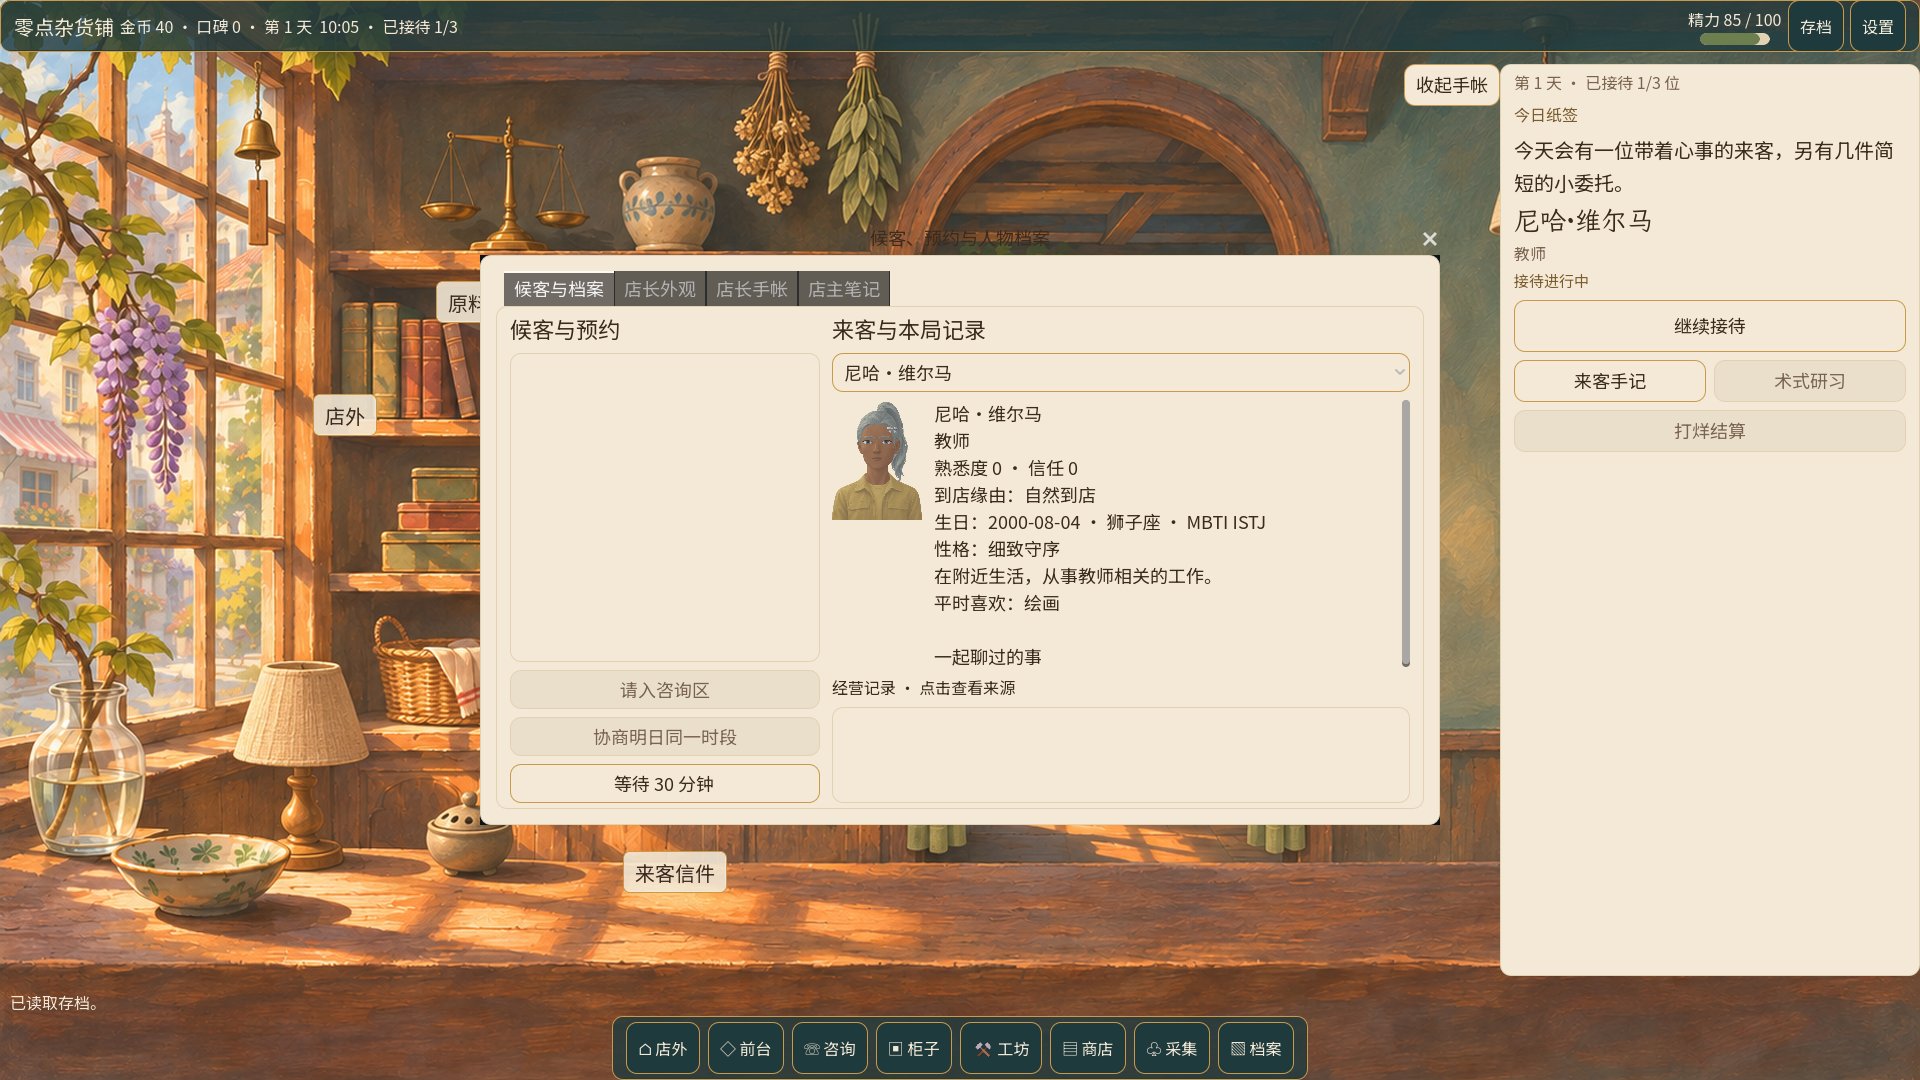 零点杂货铺 金币 40 · 口碑 0 · 第 1 天 10:05 · 已接待 1/3
精力 85 / 100
存档
设置
收起手帐
第 1 天 · 已接待 1/3 位
今日纸签
今天会有一位带着心事的来客，另有几件简
短的小委托。
尼哈·维尔马
教师
接待进行中
继续接待
来客手记
术式研习
打烊结算
候客、预约与人物档案
候客与档案
店长外观
店长手帐
店主笔记
原料
店外
候客与预约
请入咨询区
协商明日同一时段
等待 30 分钟
来客与本局记录
尼哈·维尔马
尼哈·维尔马
教师
熟悉度 0 · 信任 0
到店缘由：自然到店
生日：2000-08-04 · 狮子座 · MBTI ISTJ
性格：细致守序
在附近生活，从事教师相关的工作。
平时喜欢：绘画
一起聊过的事
经营记录 · 点击查看来源
来客信件
已读取存档。
店外
前台
咨询
柜子
工坊
商店
采集
档案